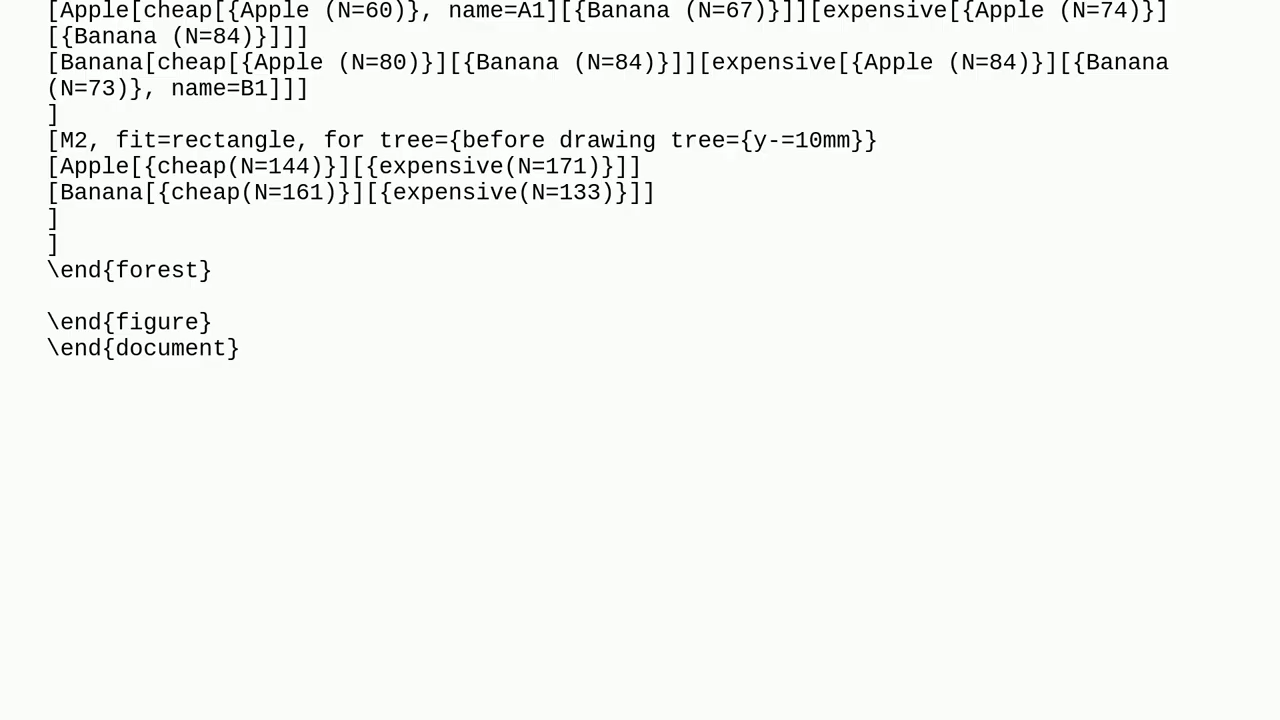 [Apple[cheap[{Apple (N=60)}, name=A1][{Banana (N=67)}]][expensive[{Apple (N=74)}]
[{Banana (N=84)}]]]
[Banana[cheap[{Apple (N=80)}][{Banana (N=84)}]][expensive[{Apple (N=84)}][{Banana
(N=73)}, name=B1]]]
]
[M2, fit=rectangle, for tree={before drawing tree={y-=10mm}}
[Apple[{cheap(N=144)}][{expensive(N=171)}]]
[Banana[{cheap(N=161)}][{expensive(N=133)}]]
]
]
\end{forest}
\end{figure}
\end{document}